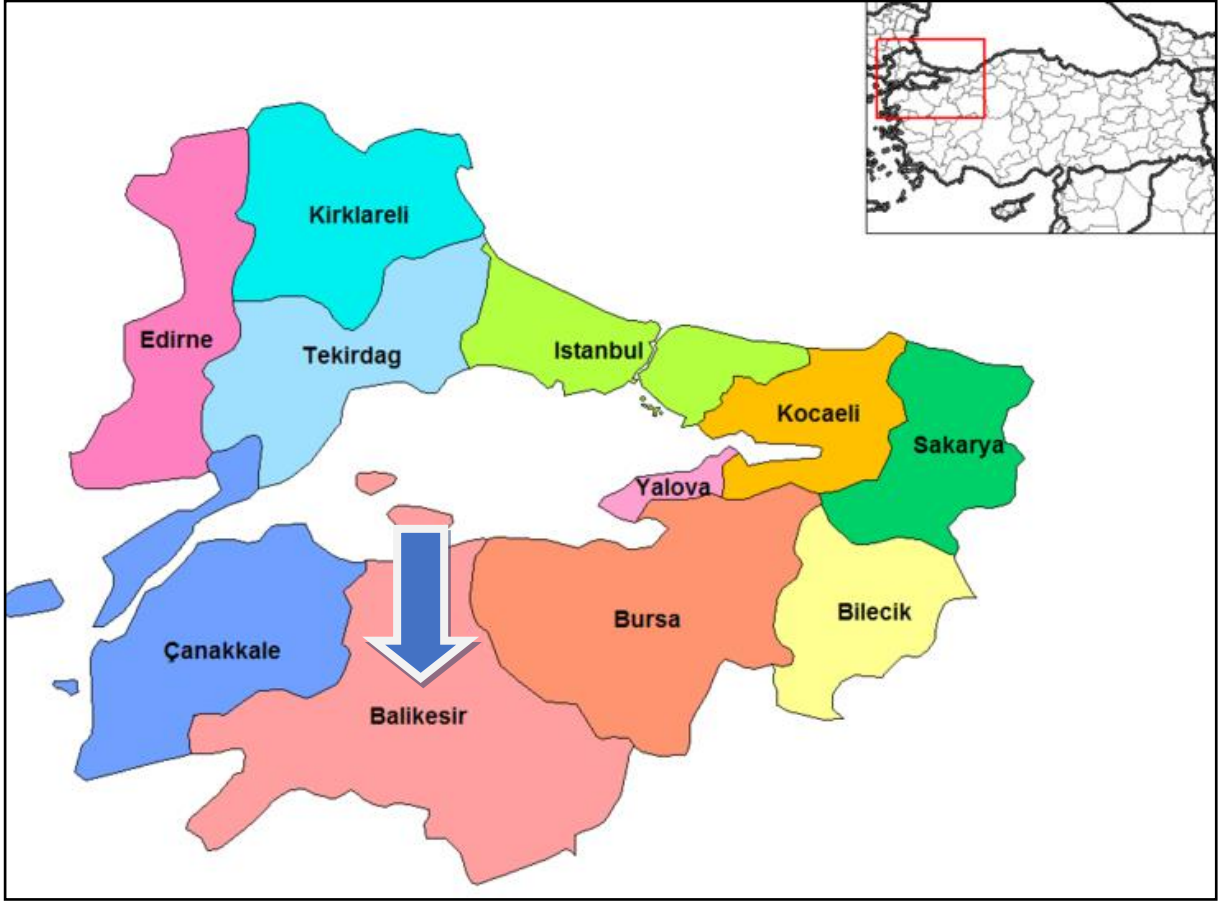 Kirklareli
Edirne
Tekirdag
Istanbul
Kocaeli
Sakarya
Yalova
Bursa
Bilecik
Çanakkale
Balikesir